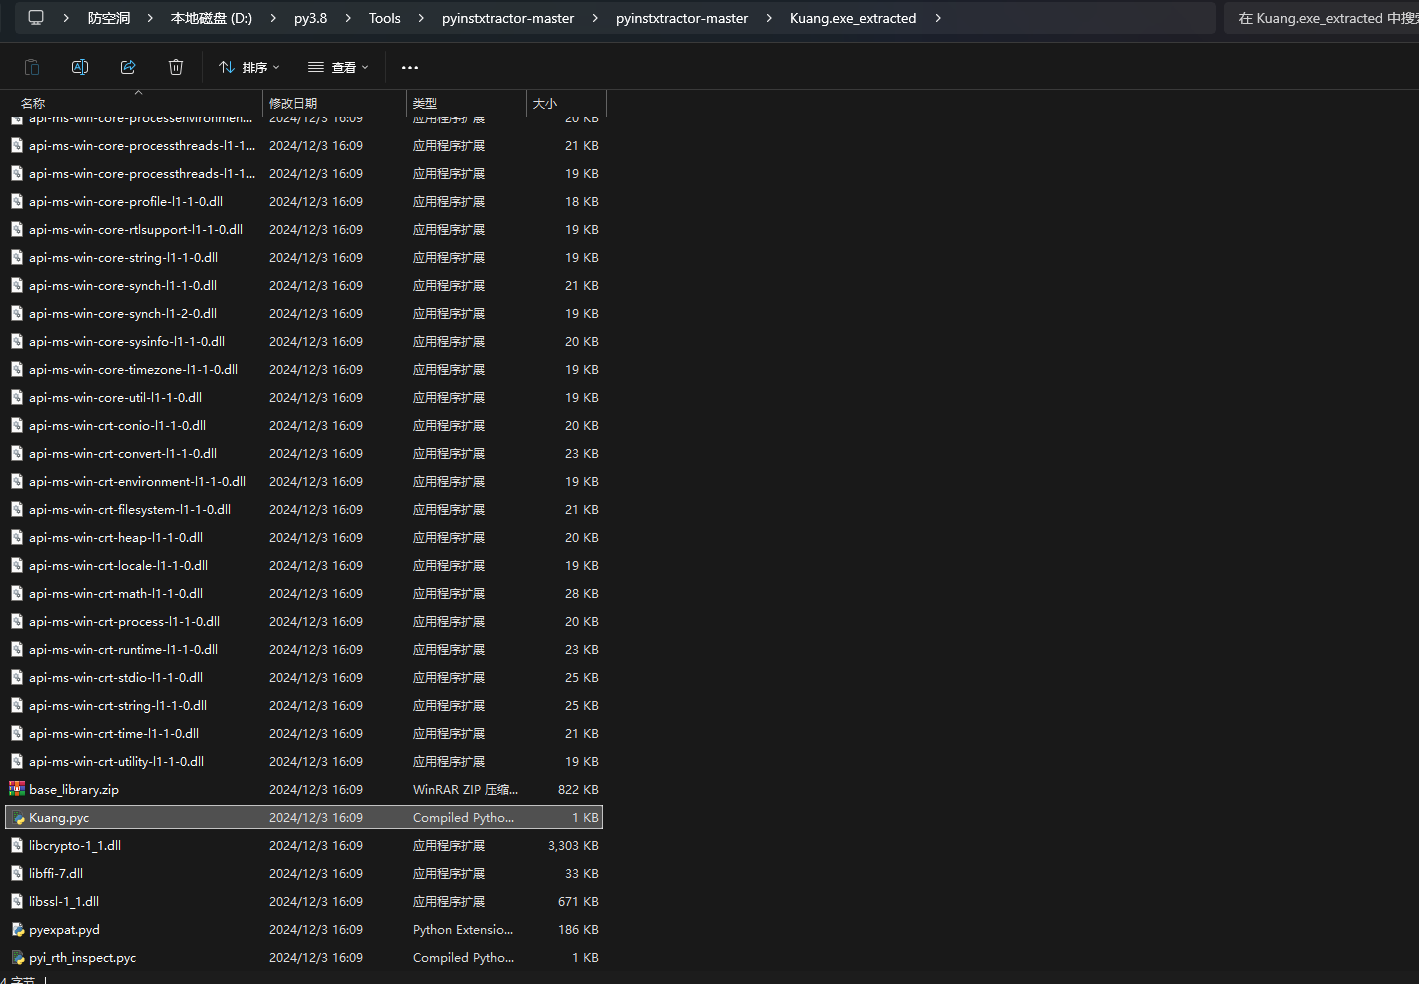 防空洞 > 本地磁盘 (D:) > py3.8 > Tools > pyinstxtractor-master > pyinstxtractor-master > Kuang.exe_extracted >
在 Kuang.exe_extracted 中搜索
排序 查看
名称 修改日期 类型 大小
api-ms-win-core-processenvironmen... 2024/12/3 16:09 应用程序扩展 20 KB
api-ms-win-core-processthreads-l1-1... 2024/12/3 16:09 应用程序扩展 21 KB
api-ms-win-core-processthreads-l1-1... 2024/12/3 16:09 应用程序扩展 19 KB
api-ms-win-core-profile-l1-1-0.dll 2024/12/3 16:09 应用程序扩展 18 KB
api-ms-win-core-rtlsupport-l1-1-0.dll 2024/12/3 16:09 应用程序扩展 19 KB
api-ms-win-core-string-l1-1-0.dll 2024/12/3 16:09 应用程序扩展 19 KB
api-ms-win-core-synch-l1-1-0.dll 2024/12/3 16:09 应用程序扩展 21 KB
api-ms-win-core-synch-l1-2-0.dll 2024/12/3 16:09 应用程序扩展 19 KB
api-ms-win-core-sysinfo-l1-1-0.dll 2024/12/3 16:09 应用程序扩展 20 KB
api-ms-win-core-timezone-l1-1-0.dll 2024/12/3 16:09 应用程序扩展 19 KB
api-ms-win-core-util-l1-1-0.dll 2024/12/3 16:09 应用程序扩展 19 KB
api-ms-win-crt-conio-l1-1-0.dll 2024/12/3 16:09 应用程序扩展 20 KB
api-ms-win-crt-convert-l1-1-0.dll 2024/12/3 16:09 应用程序扩展 23 KB
api-ms-win-crt-environment-l1-1-0.dll 2024/12/3 16:09 应用程序扩展 19 KB
api-ms-win-crt-filesystem-l1-1-0.dll 2024/12/3 16:09 应用程序扩展 21 KB
api-ms-win-crt-heap-l1-1-0.dll 2024/12/3 16:09 应用程序扩展 20 KB
api-ms-win-crt-locale-l1-1-0.dll 2024/12/3 16:09 应用程序扩展 19 KB
api-ms-win-crt-math-l1-1-0.dll 2024/12/3 16:09 应用程序扩展 28 KB
api-ms-win-crt-process-l1-1-0.dll 2024/12/3 16:09 应用程序扩展 20 KB
api-ms-win-crt-runtime-l1-1-0.dll 2024/12/3 16:09 应用程序扩展 23 KB
api-ms-win-crt-stdio-l1-1-0.dll 2024/12/3 16:09 应用程序扩展 25 KB
api-ms-win-crt-string-l1-1-0.dll 2024/12/3 16:09 应用程序扩展 25 KB
api-ms-win-crt-time-l1-1-0.dll 2024/12/3 16:09 应用程序扩展 21 KB
api-ms-win-crt-utility-l1-1-0.dll 2024/12/3 16:09 应用程序扩展 19 KB
base_library.zip 2024/12/3 16:09 WinRAR ZIP 压缩... 822 KB
Kuang.pyc 2024/12/3 16:09 Compiled Pytho... 1 KB
libcrypto-1_1.dll 2024/12/3 16:09 应用程序扩展 3,303 KB
libffi-7.dll 2024/12/3 16:09 应用程序扩展 33 KB
libssl-1_1.dll 2024/12/3 16:09 应用程序扩展 671 KB
pyexpat.pyd 2024/12/3 16:09 Python Extensio... 186 KB
pyi_rth_inspect.pyc 2024/12/3 16:09 Compiled Pytho... 1 KB
4 字节